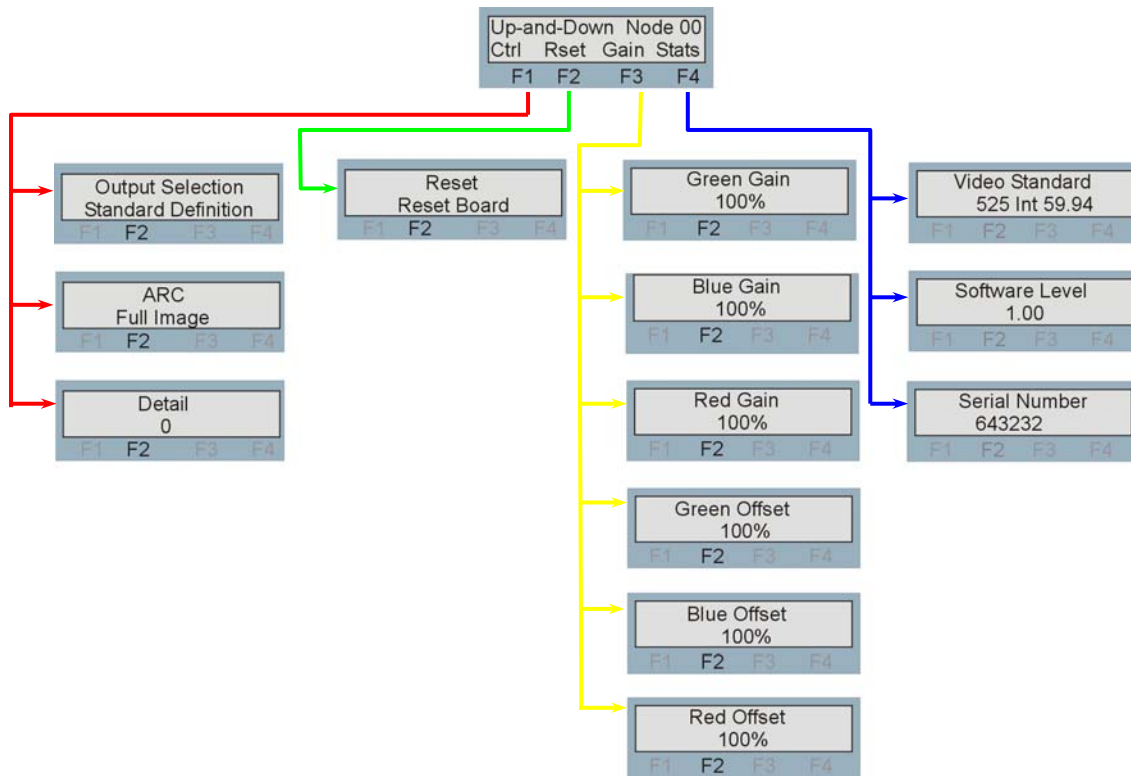 Up-and-Down Node 00
Ctrl Rset Gain Stats
F1 F2 F3 F4
Output Selection
Standard Definition
F1 F2 F3 F4
ARC
Full Image
F1 F2 F3 F4
Detail
0
F1 F2 F3 F4
Reset
Reset Board
F1 F2 F3 F4
Green Gain
100%
F1 F2 F3 F4
Blue Gain
100%
F1 F2 F3 F4
Red Gain
100%
F1 F2 F3 F4
Green Offset
100%
F1 F2 F3 F4
Blue Offset
100%
F1 F2 F3 F4
Red Offset
100%
F1 F2 F3 F4
Video Standard
525 Int 59.94
F1 F2 F3 F4
Software Level
1.00
F1 F2 F3 F4
Serial Number
643232
F1 F2 F3 F4